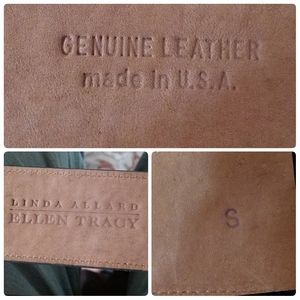 GENUINE LEATHER
made in U.S.A.
LINDA ALLARD
ELLEN TRACY
S